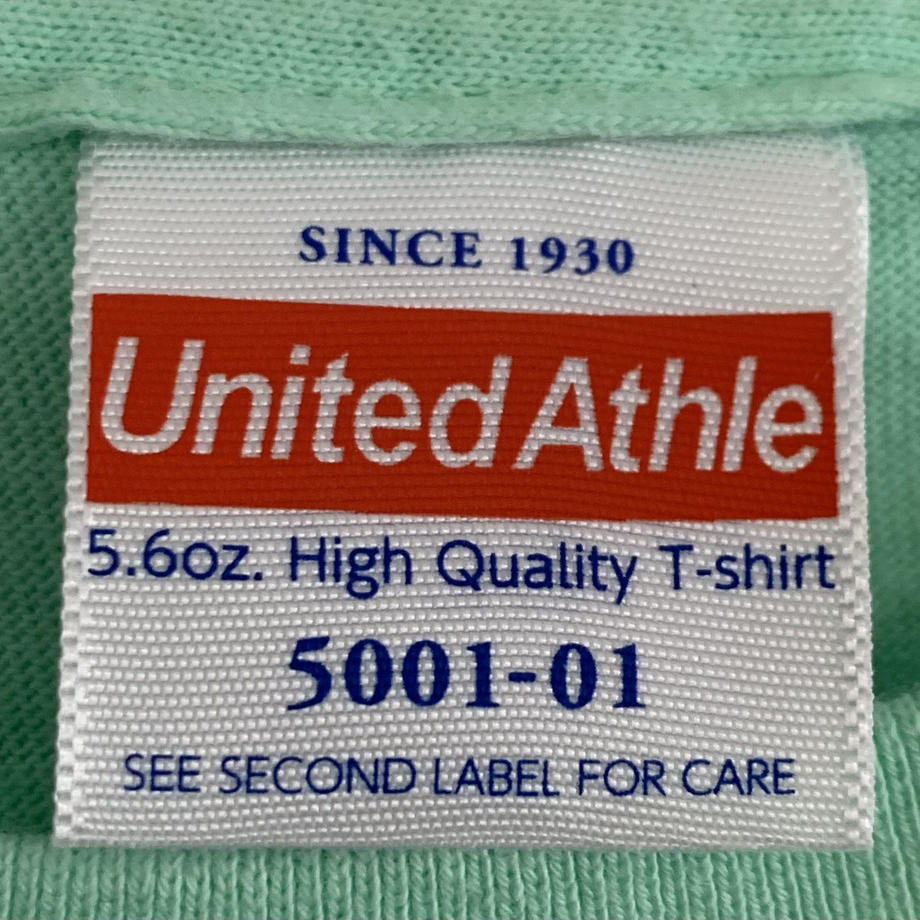 SINCE 1930
United Athle
5.6oz. High Quality T-shirt
5001-01
SEE SECOND LABEL FOR CARE